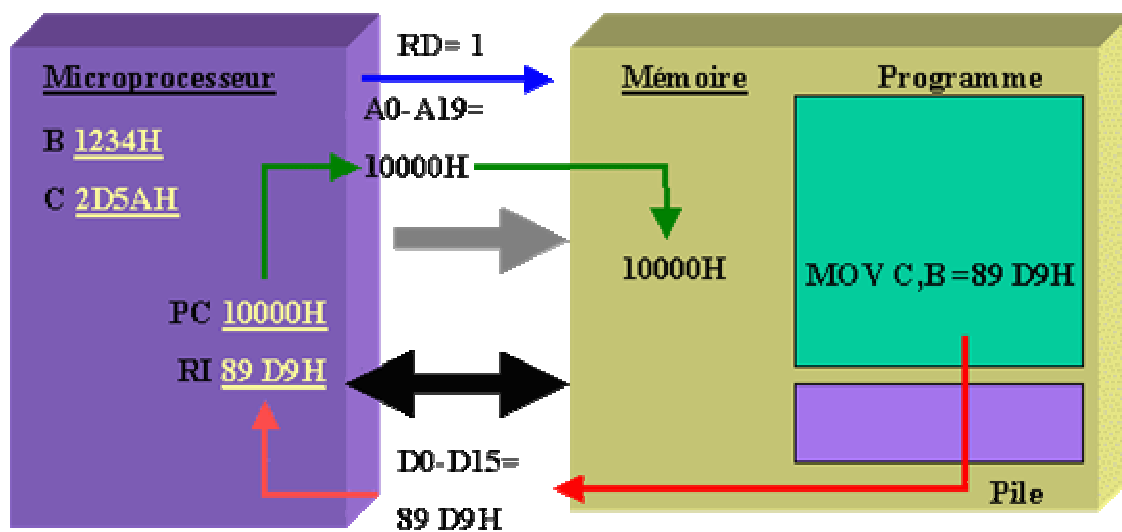 Microprocesseur
B 1234H
C 2D5AH
PC 10000H
RI 89 D9H
RD= 1
A0-A19=
10000H
D0-D15=
89 D9H
Mémoire
10000H
Programme
MOV C,B =89 D9H
Pile